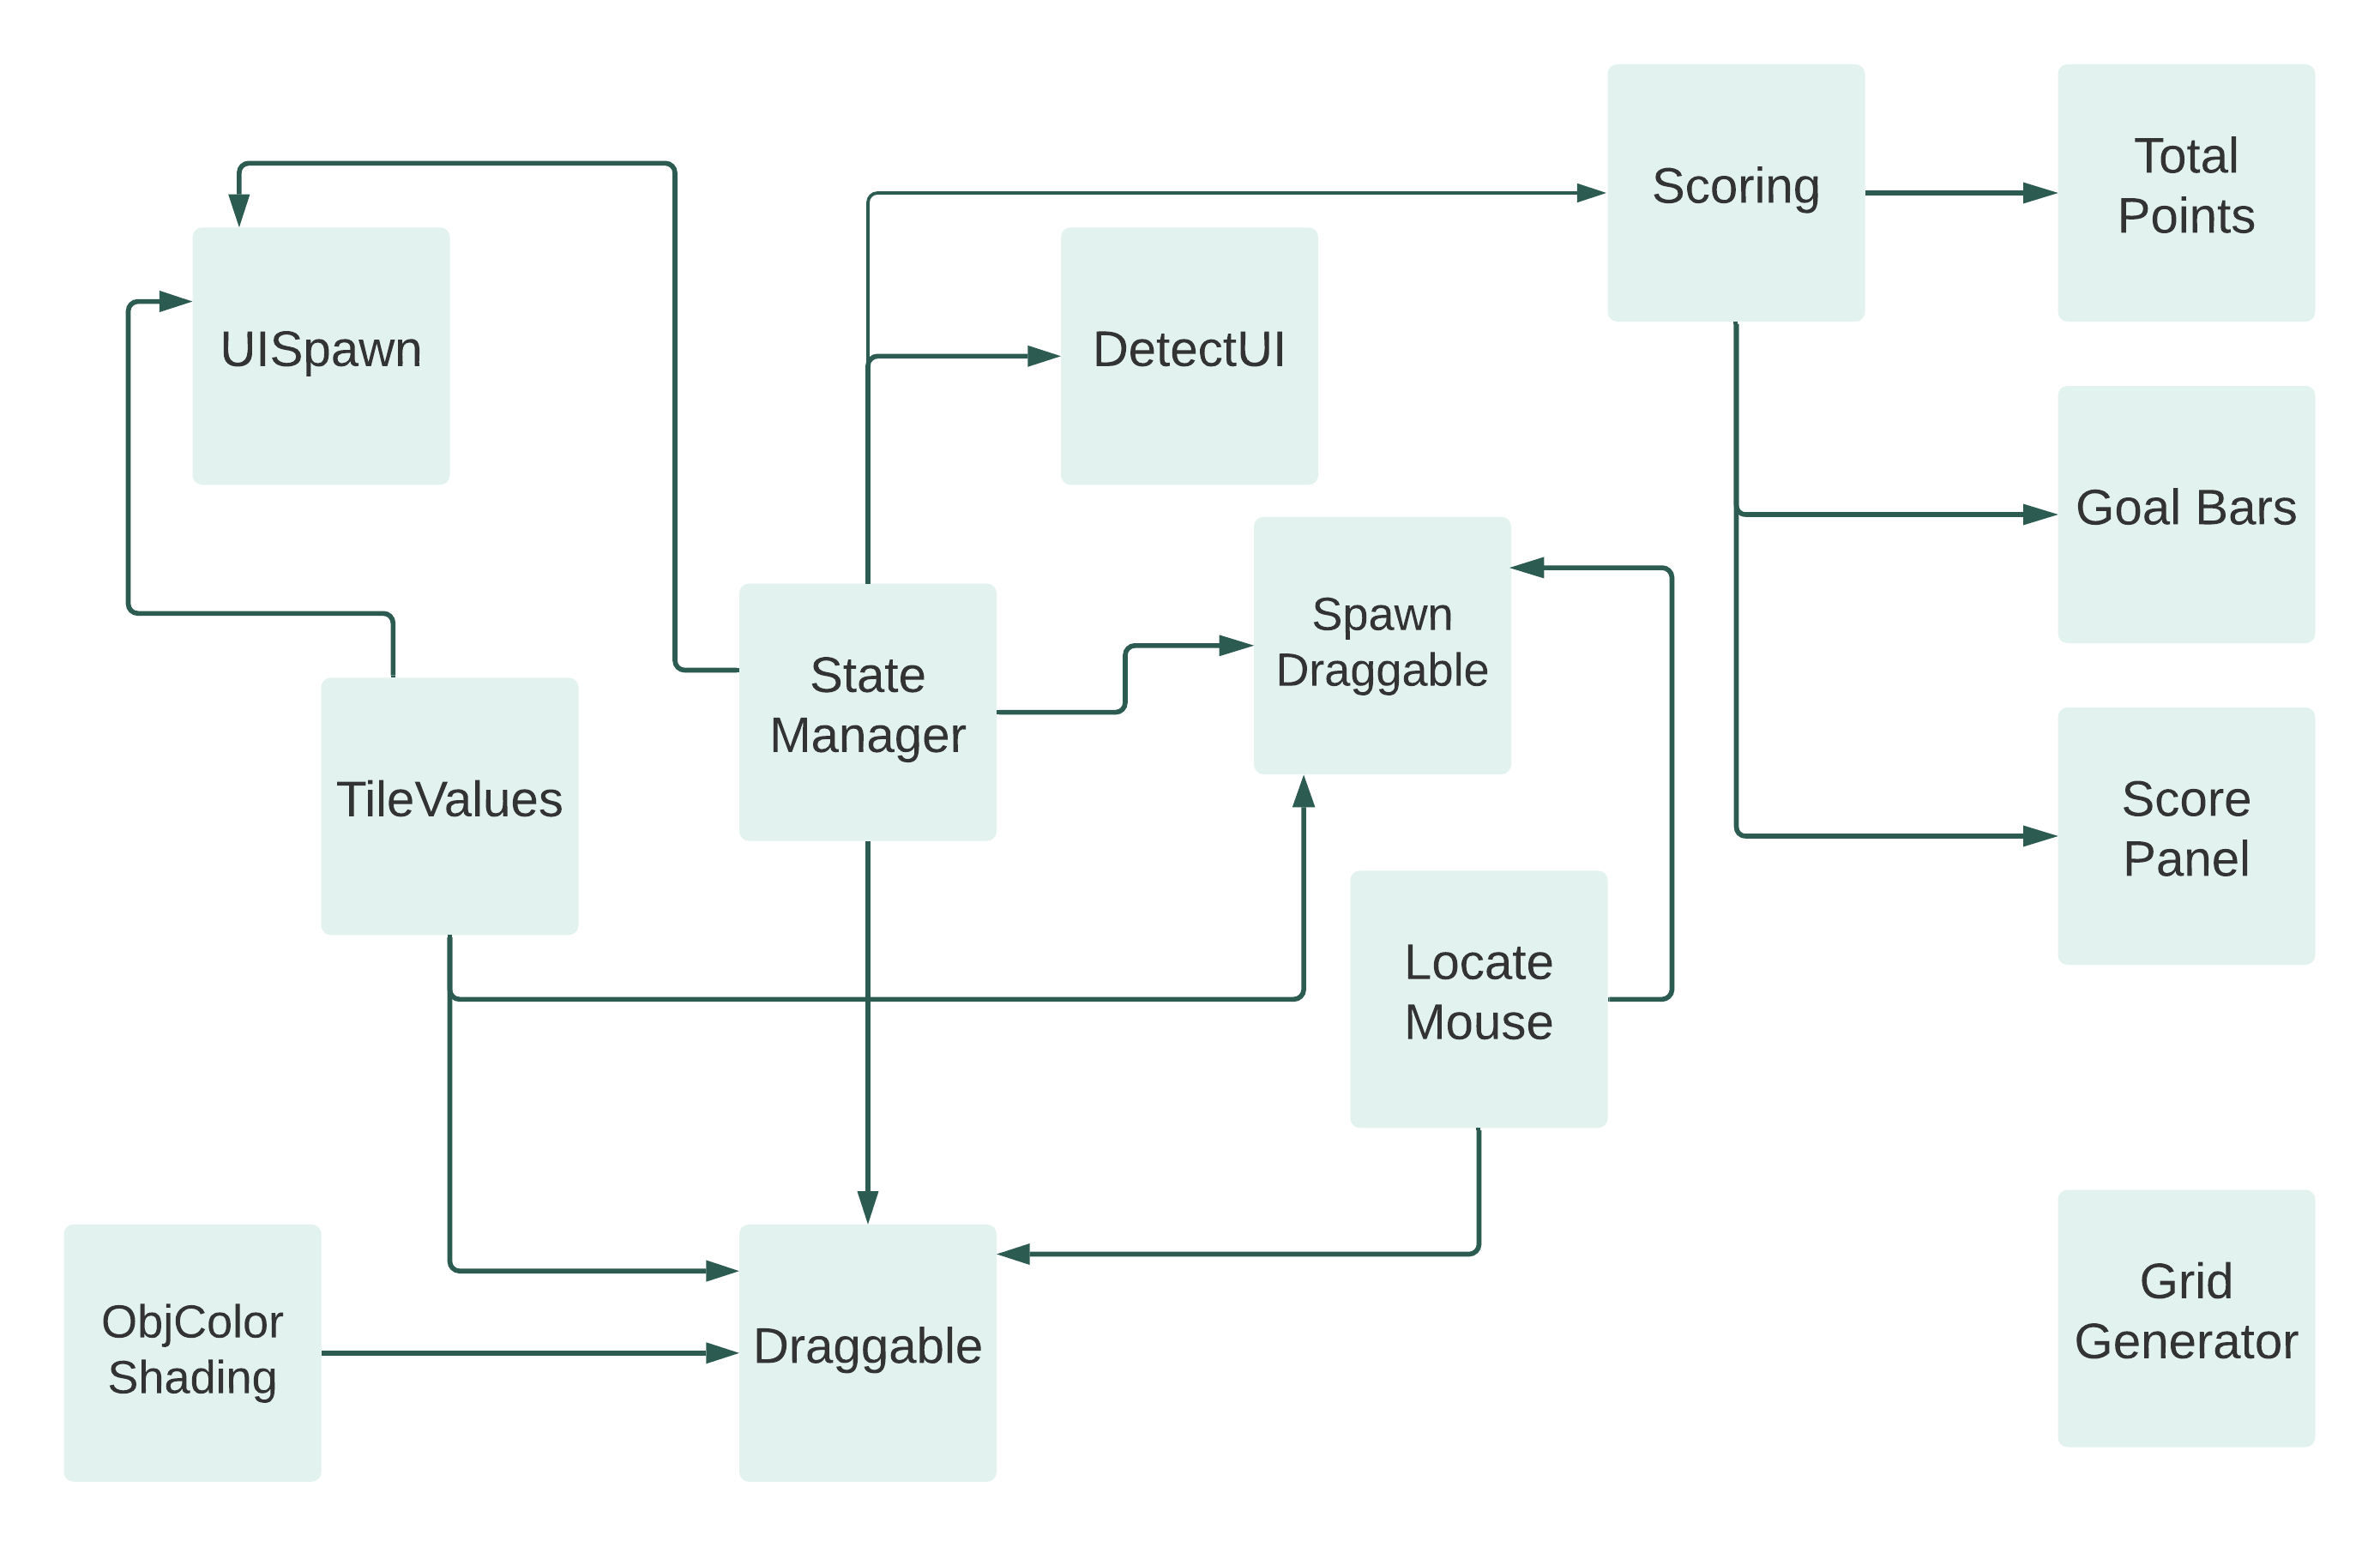 Scoring
Total
Points
UISpawn
DetectUI
Goal Bars
Spawn
Draggable
State
Manager
TileValues
Score
Panel
Locate
Mouse
ObjColor
Shading
Draggable
Grid
Generator